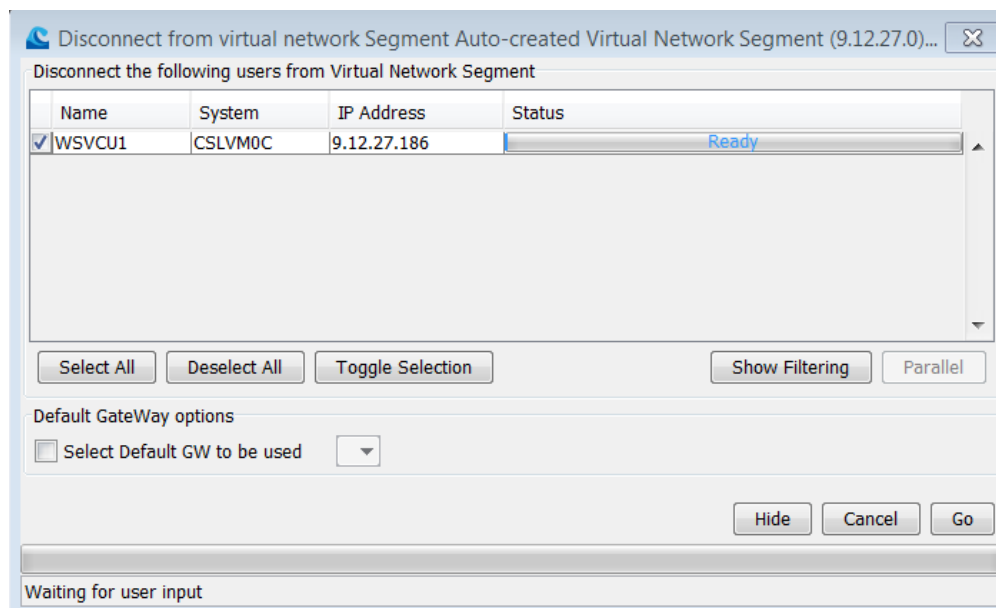 Disconnect from virtual network Segment Auto-created Virtual Network Segment (9.12.27.0)...
Disconnect the following users from Virtual Network Segment
Name System IP Address Status
WSVCU1 CSLVM0C 9.12.27.186 Ready
Select All Deselect All Toggle Selection Show Filtering Parallel
Default GateWay options
Select Default GW to be used
Hide Cancel Go
Waiting for user input